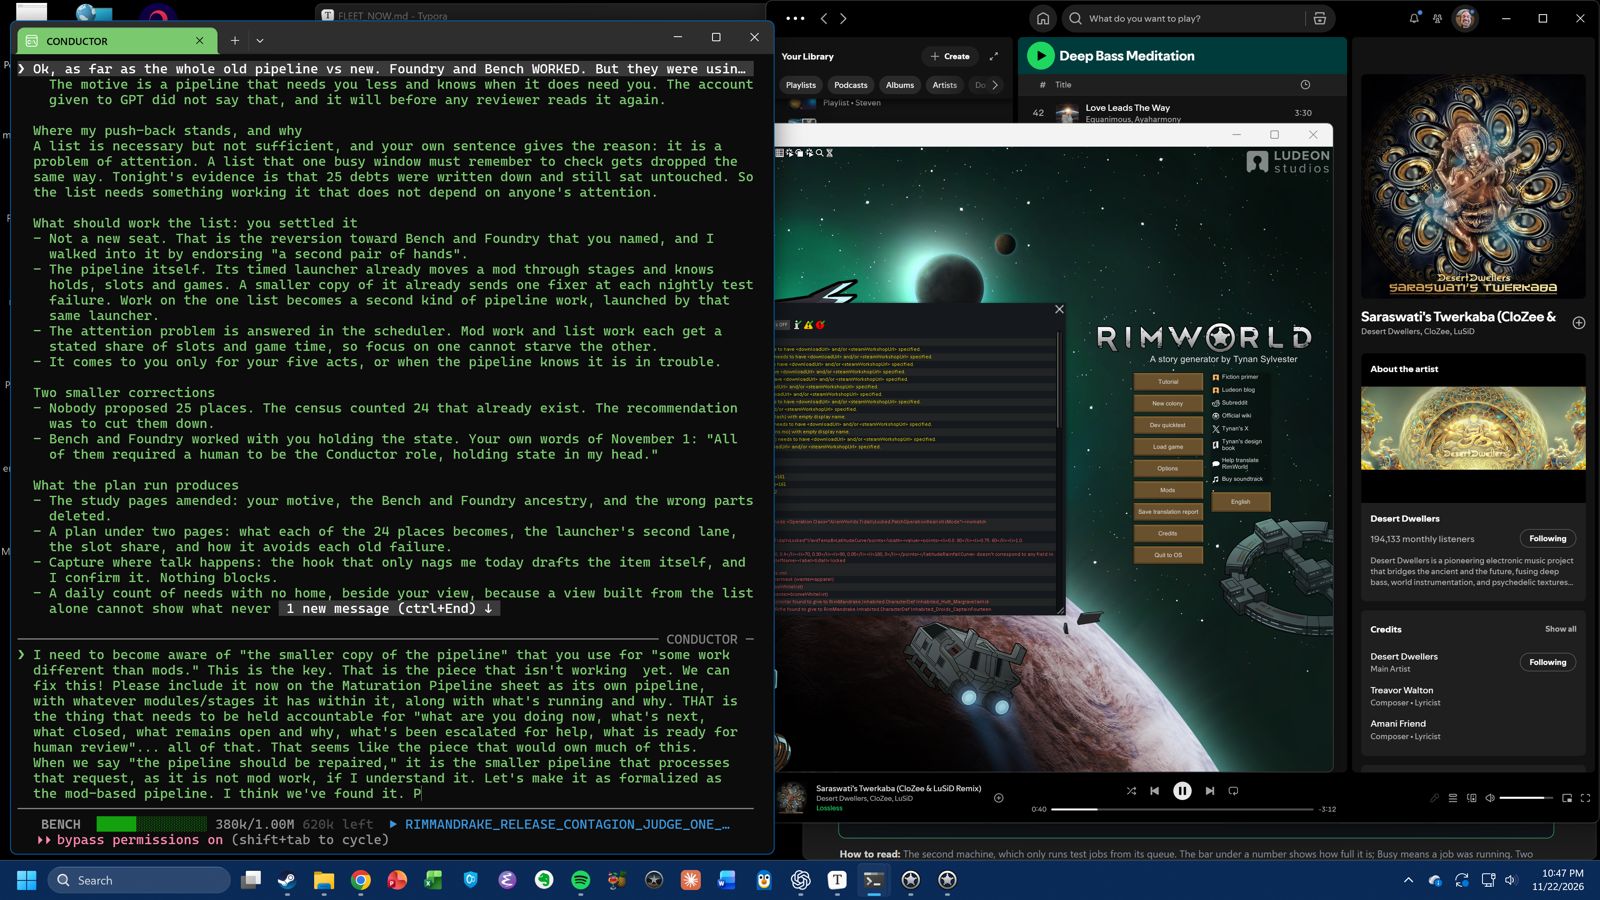 FLEET_NOW.md - Typora
CONDUCTOR
❯ Ok, as far as the whole old pipeline vs new. Foundry and Bench WORKED. But they were usin…
The motive is a pipeline that needs you less and knows when it does need you. The account
given to GPT did not say that, and it will before any reviewer reads it again.
Where my push-back stands, and why
A list is necessary but not sufficient, and your own sentence gives the reason: it is a
problem of attention. A list that one busy window must remember to check gets dropped the
same way. Tonight's evidence is that 25 debts were written down and still sat untouched. So
the list needs something working it that does not depend on anyone's attention.
What should work the list: you settled it
- Not a new seat. That is the reversion toward Bench and Foundry that you named, and I
walked into it by endorsing "a second pair of hands".
- The pipeline itself. Its timed launcher already moves a mod through stages and knows
holds, slots and games. A smaller copy of it already sends one fixer at each nightly test
failure. Work on the one list becomes a second kind of pipeline work, launched by that
same launcher.
- The attention problem is answered in the scheduler. Mod work and list work each get a
stated share of slots and game time, so focus on one cannot starve the other.
- It comes to you only for your five acts, or when the pipeline knows it is in trouble.
Two smaller corrections
- Nobody proposed 25 places. The census counted 24 that already exist. The recommendation
was to cut them down.
- Bench and Foundry worked with you holding the state. Your own words of November 1: "All
of them required a human to be the Conductor role, holding state in my head."
What the plan run produces
- The study pages amended: your motive, the Bench and Foundry ancestry, and the wrong parts
deleted.
- A plan under two pages: what each of the 24 places becomes, the launcher's second lane,
the slot share, and how it avoids each old failure.
- Capture where talk happens: the hook that only nags me today drafts the item itself, and
I confirm it. Nothing blocks.
- A daily count of needs with no home, beside your view, because a view built from the list
alone cannot show what never 1 new message (ctrl+End) ↓
CONDUCTOR
❯ I need to become aware of "the smaller copy of the pipeline" that you use for "some work
different than mods." This is the key. That is the piece that isn't working  yet. We can
fix this! Please include it now on the Maturation Pipeline sheet as its own pipeline,
with whatever modules/stages it has within it, along with what's running and why. THAT is
the thing that needs to be held accountable for "what are you doing now, what's next,
what closed, what remains open and why, what's been escalated for help, what is ready for
human review"... all of that. That seems like the piece that would own much of this.
When we say "the pipeline should be repaired," it is the smaller pipeline that processes
that request, as it is not mod work, if I understand it. Let's make it as formalized as
the mod-based pipeline. I think we've found it. P
BENCH 380k/1.00M 620k left ▶ RIMMANDRAKE_RELEASE_CONTAGION_JUDGE_ONE_…
bypass permissions on (shift+tab to cycle)
What do you want to play?
Your Library
Create
Playlists Podcasts Albums Artists
Playlist • Steven
Deep Bass Meditation
# Title
42 Love Leads The Way 3:30
Equanimous, Ayaharmony
LUDEON
studios
RIMWORLD
A story generator by Tynan Sylvester
Tutorial
New colony
Dev quicktest
Load game
Options
Mods
Save translation report
Credits
Quit to OS
Fiction primer
Ludeon blog
Subreddit
Official wiki
Tynan's X
Tynan's design
book
Help translate
RimWorld
Buy soundtrack
English
DESERT DWELLERS
SARASWATI'S TWERKABA
Saraswati's Twerkaba (CloZee &
Desert Dwellers, CloZee, LuSiD
About the artist
Desert Dwellers
194,133 monthly listeners
Following
Desert Dwellers is a pioneering electronic music project
that bridges the ancient and the future, fusing deep
bass, world instrumentation, and psychedelic textures...
Credits
Show all
Desert Dwellers
Main Artist
Following
Treavor Walton
Composer • Lyricist
Amani Friend
Composer • Lyricist
Saraswati's Twerkaba (CloZee & LuSiD Remix)
Desert Dwellers, CloZee, LuSiD
Lossless
0:40
-3:12
How to read: The second machine, which only runs test jobs from its queue. The bar under a number shows how full it is; Busy means a job was running. Two
Search
10:47 PM
11/22/2026